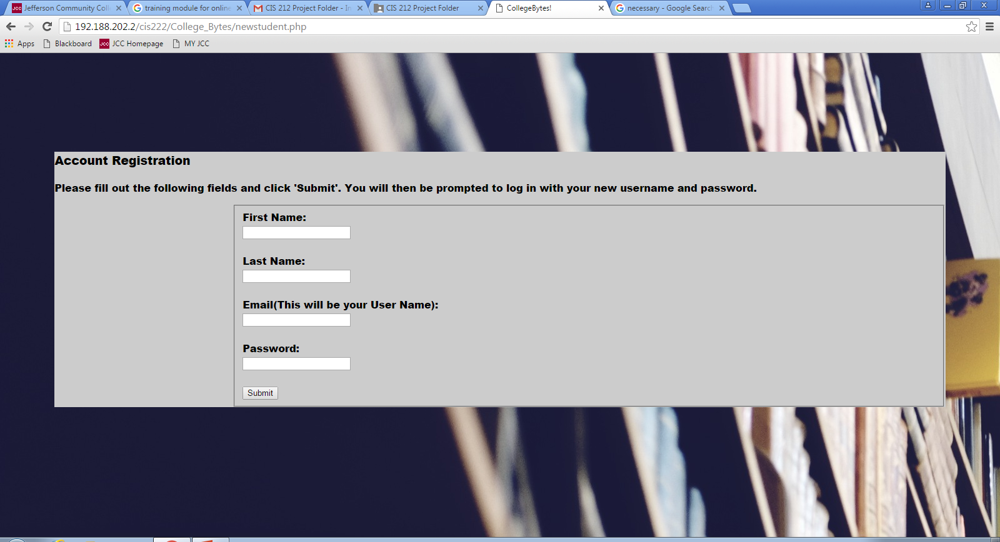 JCC Jefferson Community Coll
training module for online
CIS 212 Project Folder - In
CIS 212 Project Folder
CollegeBytes!
necessary - Google Search
192.188.202.2/cis222/College_Bytes/newstudent.php
Apps
Blackboard
JCC JCC Homepage
MY JCC
Account Registration
Please fill out the following fields and click 'Submit'. You will then be prompted to log in with your new username and password.
First Name:
Last Name:
Email(This will be your User Name):
Password:
Submit